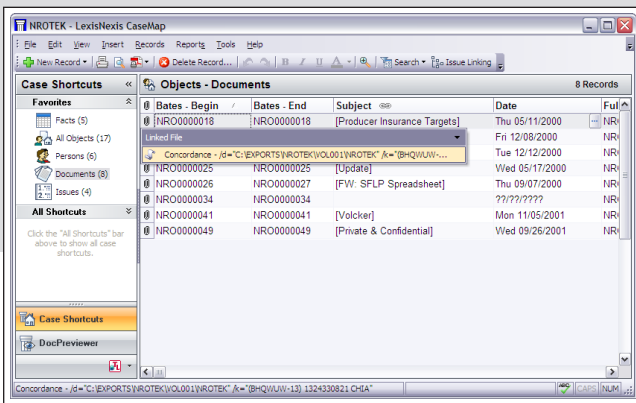 NROTEK - LexisNexis CaseMap
File Edit View Insert Records Reports Tools Help
New Record Delete Record... B I U A Search Issue Linking
Case Shortcuts «
Objects - Documents 8 Records
Favorites
Bates - Begin / Bates - End Subject Date Ful
Facts (5)
NRO0000018 NRO0000018 [Producer Insurance Targets] Thu 05/11/2000 ... NR
All Objects (17)
Linked File Fri 12/08/2000 NR
Persons (6)
Concordance - /d="C:\EXPORTS\NROTEK\VOL001\NROTEK" /k="(BHQWUW-... Tue 12/12/2000 NR
Documents (8)
NRO0000025 NRO0000025 [Update] Wed 05/17/2000 NR
Issues (4)
NRO0000026 NRO0000027 [FW: SFLP Spreadsheet] Thu 09/07/2000 NR
NRO0000034 NRO0000034 ??/??/???? NR
All Shortcuts
NRO0000041 NRO0000041 [Volcker] Mon 11/05/2001 NR
Click the "All Shortcuts" bar
above to show all case
shortcuts.
NRO0000049 NRO0000049 [Private & Confidential] Wed 09/26/2001 NR
Case Shortcuts
DocPreviewer
Concordance - /d="C:\EXPORTS\NROTEK\VOL001\NROTEK" /k="(BHQWUW-13) 1324330821 CHIA" ABC CAPS NUM